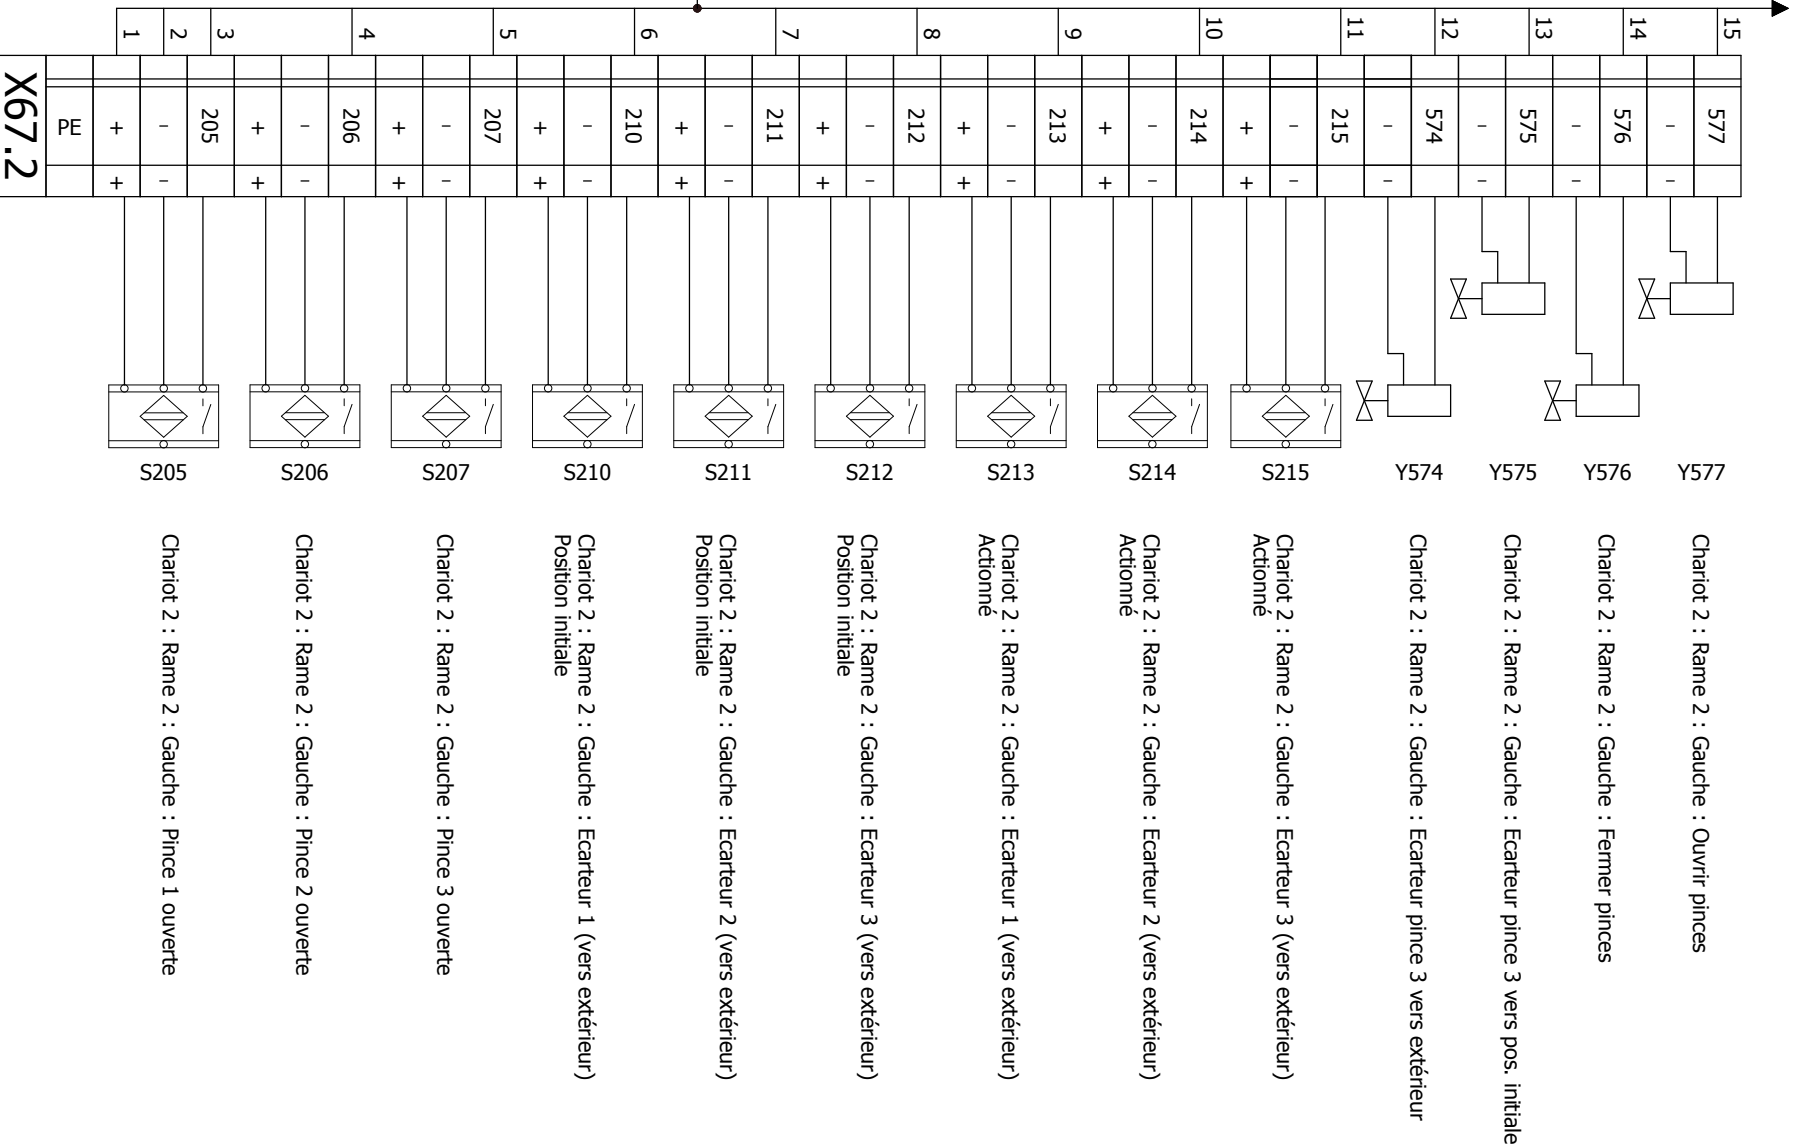 1 2 3 4 5 6 7 8 9 10 11 12 13 14 15
X67.2 PE + - 205 + - 206 + - 207 + - 210 + - 211 + - 212 + - 213 + - 214 + - 215 - 574 - 575 - 576 - 577
+ - + - + - + - + - + - + - + - + - - - - -
S205 S206 S207 S210 S211 S212 S213 S214 S215 Y574 Y575 Y576 Y577
Chariot 2 : Rame 2 : Gauche : Pince 1 ouverte
Chariot 2 : Rame 2 : Gauche : Pince 2 ouverte
Chariot 2 : Rame 2 : Gauche : Pince 3 ouverte
Chariot 2 : Rame 2 : Gauche : Ecarteur 1 (vers extérieur)
Position initiale
Chariot 2 : Rame 2 : Gauche : Ecarteur 2 (vers extérieur)
Position initiale
Chariot 2 : Rame 2 : Gauche : Ecarteur 3 (vers extérieur)
Position initiale
Chariot 2 : Rame 2 : Gauche : Ecarteur 1 (vers extérieur)
Actionné
Chariot 2 : Rame 2 : Gauche : Ecarteur 2 (vers extérieur)
Actionné
Chariot 2 : Rame 2 : Gauche : Ecarteur 3 (vers extérieur)
Actionné
Chariot 2 : Rame 2 : Gauche : Ecarteur pince 3 vers extérieur
Chariot 2 : Rame 2 : Gauche : Ecarteur pince 3 vers pos. initiale
Chariot 2 : Rame 2 : Gauche : Fermer pinces
Chariot 2 : Rame 2 : Gauche : Ouvrir pinces